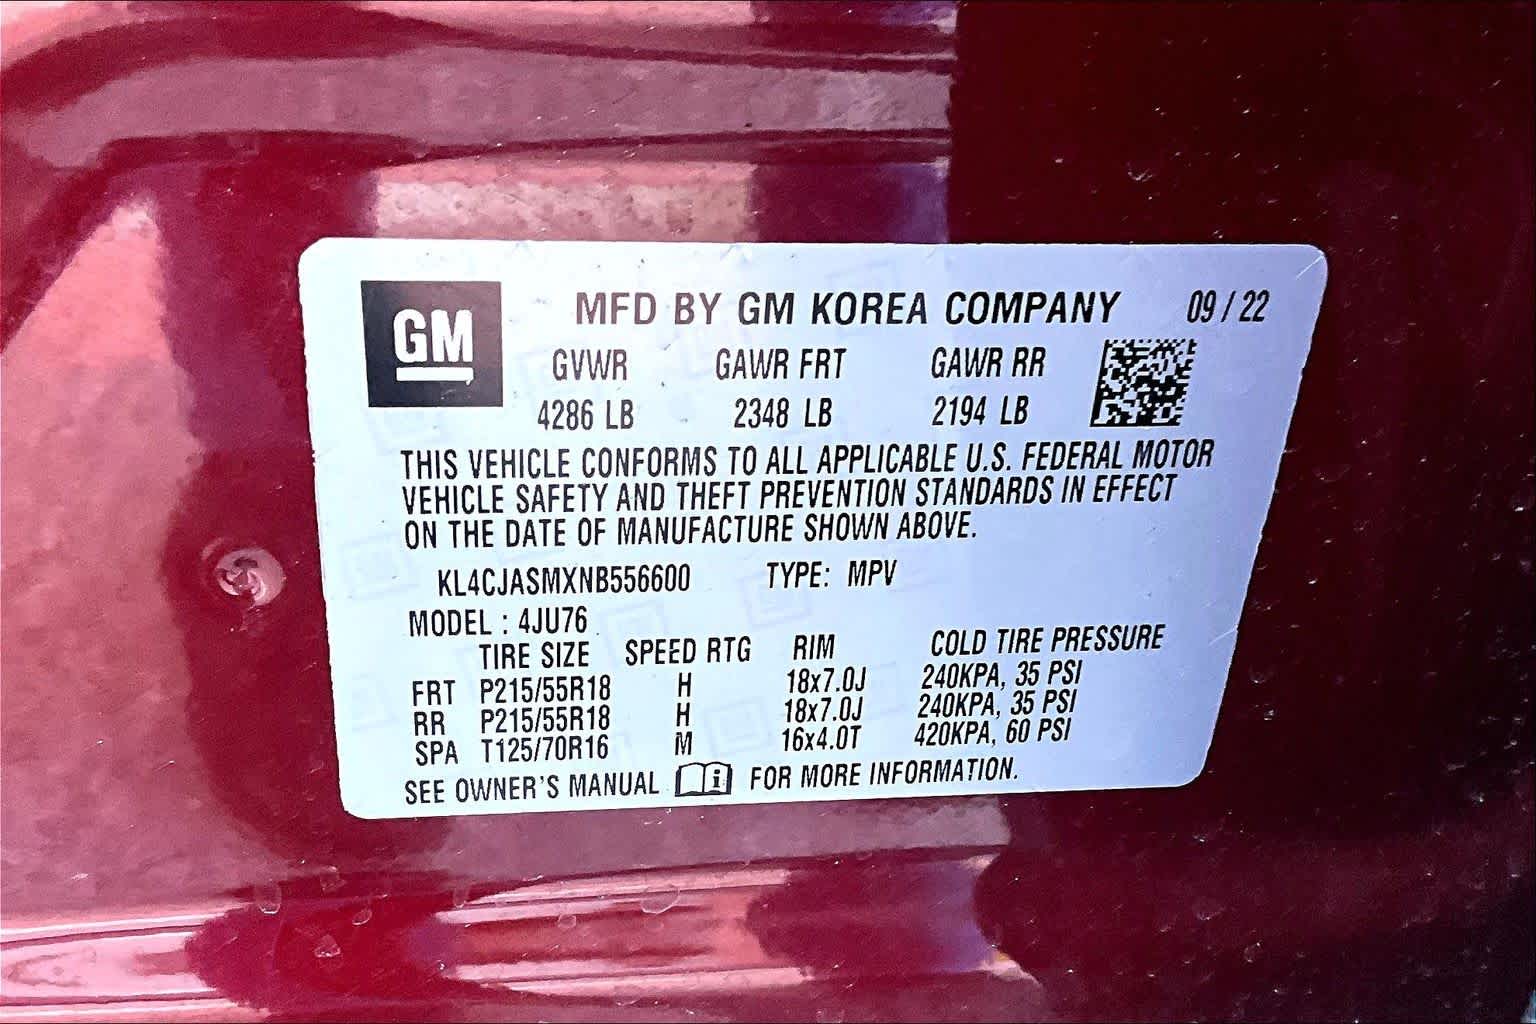 GM
MFD BY GM KOREA COMPANY 09 / 22
GVWR GAWR FRT GAWR RR
4286 LB 2348 LB 2194 LB
THIS VEHICLE CONFORMS TO ALL APPLICABLE U.S. FEDERAL MOTOR
VEHICLE SAFETY AND THEFT PREVENTION STANDARDS IN EFFECT
ON THE DATE OF MANUFACTURE SHOWN ABOVE.
KL4CJASMXNB556600 TYPE: MPV
MODEL : 4JU76
TIRE SIZE SPEED RTG RIM COLD TIRE PRESSURE
FRT P215/55R18 H 18x7.0J 240KPA, 35 PSI
RR P215/55R18 H 18x7.0J 240KPA, 35 PSI
SPA T125/70R16 M 16x4.0T 420KPA, 60 PSI
SEE OWNER'S MANUAL i FOR MORE INFORMATION.